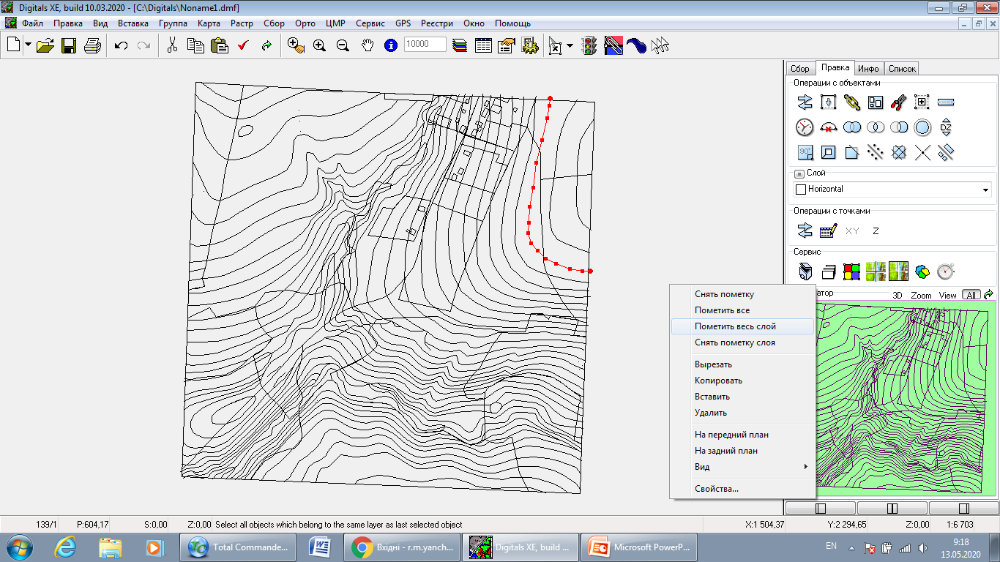 Digitals XE, build 10.03.2020 - [C:\Digitals\Noname1.dmf]
Файл Правка Вид Вставка Группа Карта Растр Сбор Орто ЦМР Сервис GPS Реестри Окно Помощь
10000
Сбор Правка Инфо Список
Операции с объектами
DZ
90°
Слой
Horizontal
Операции с точками
XY Z
Сервис
атор 3D Zoom View All
Снять пометку
Пометить все
Пометить весь слой
Снять пометку слоя
Вырезать
Копировать
Вставить
Удалить
На передний план
На задний план
Вид
Свойства...
139/1 P:604,17 S:0,00 Z:0,00 Select all objects which belong to the same layer as last selected object X:1 504,37 Y:2 294,65 Z:0,00 1:6 703
Total Commande... Вхідні - r.m.yanch... Digitals XE, build ... Microsoft PowerP... EN 9:18
13.05.2020